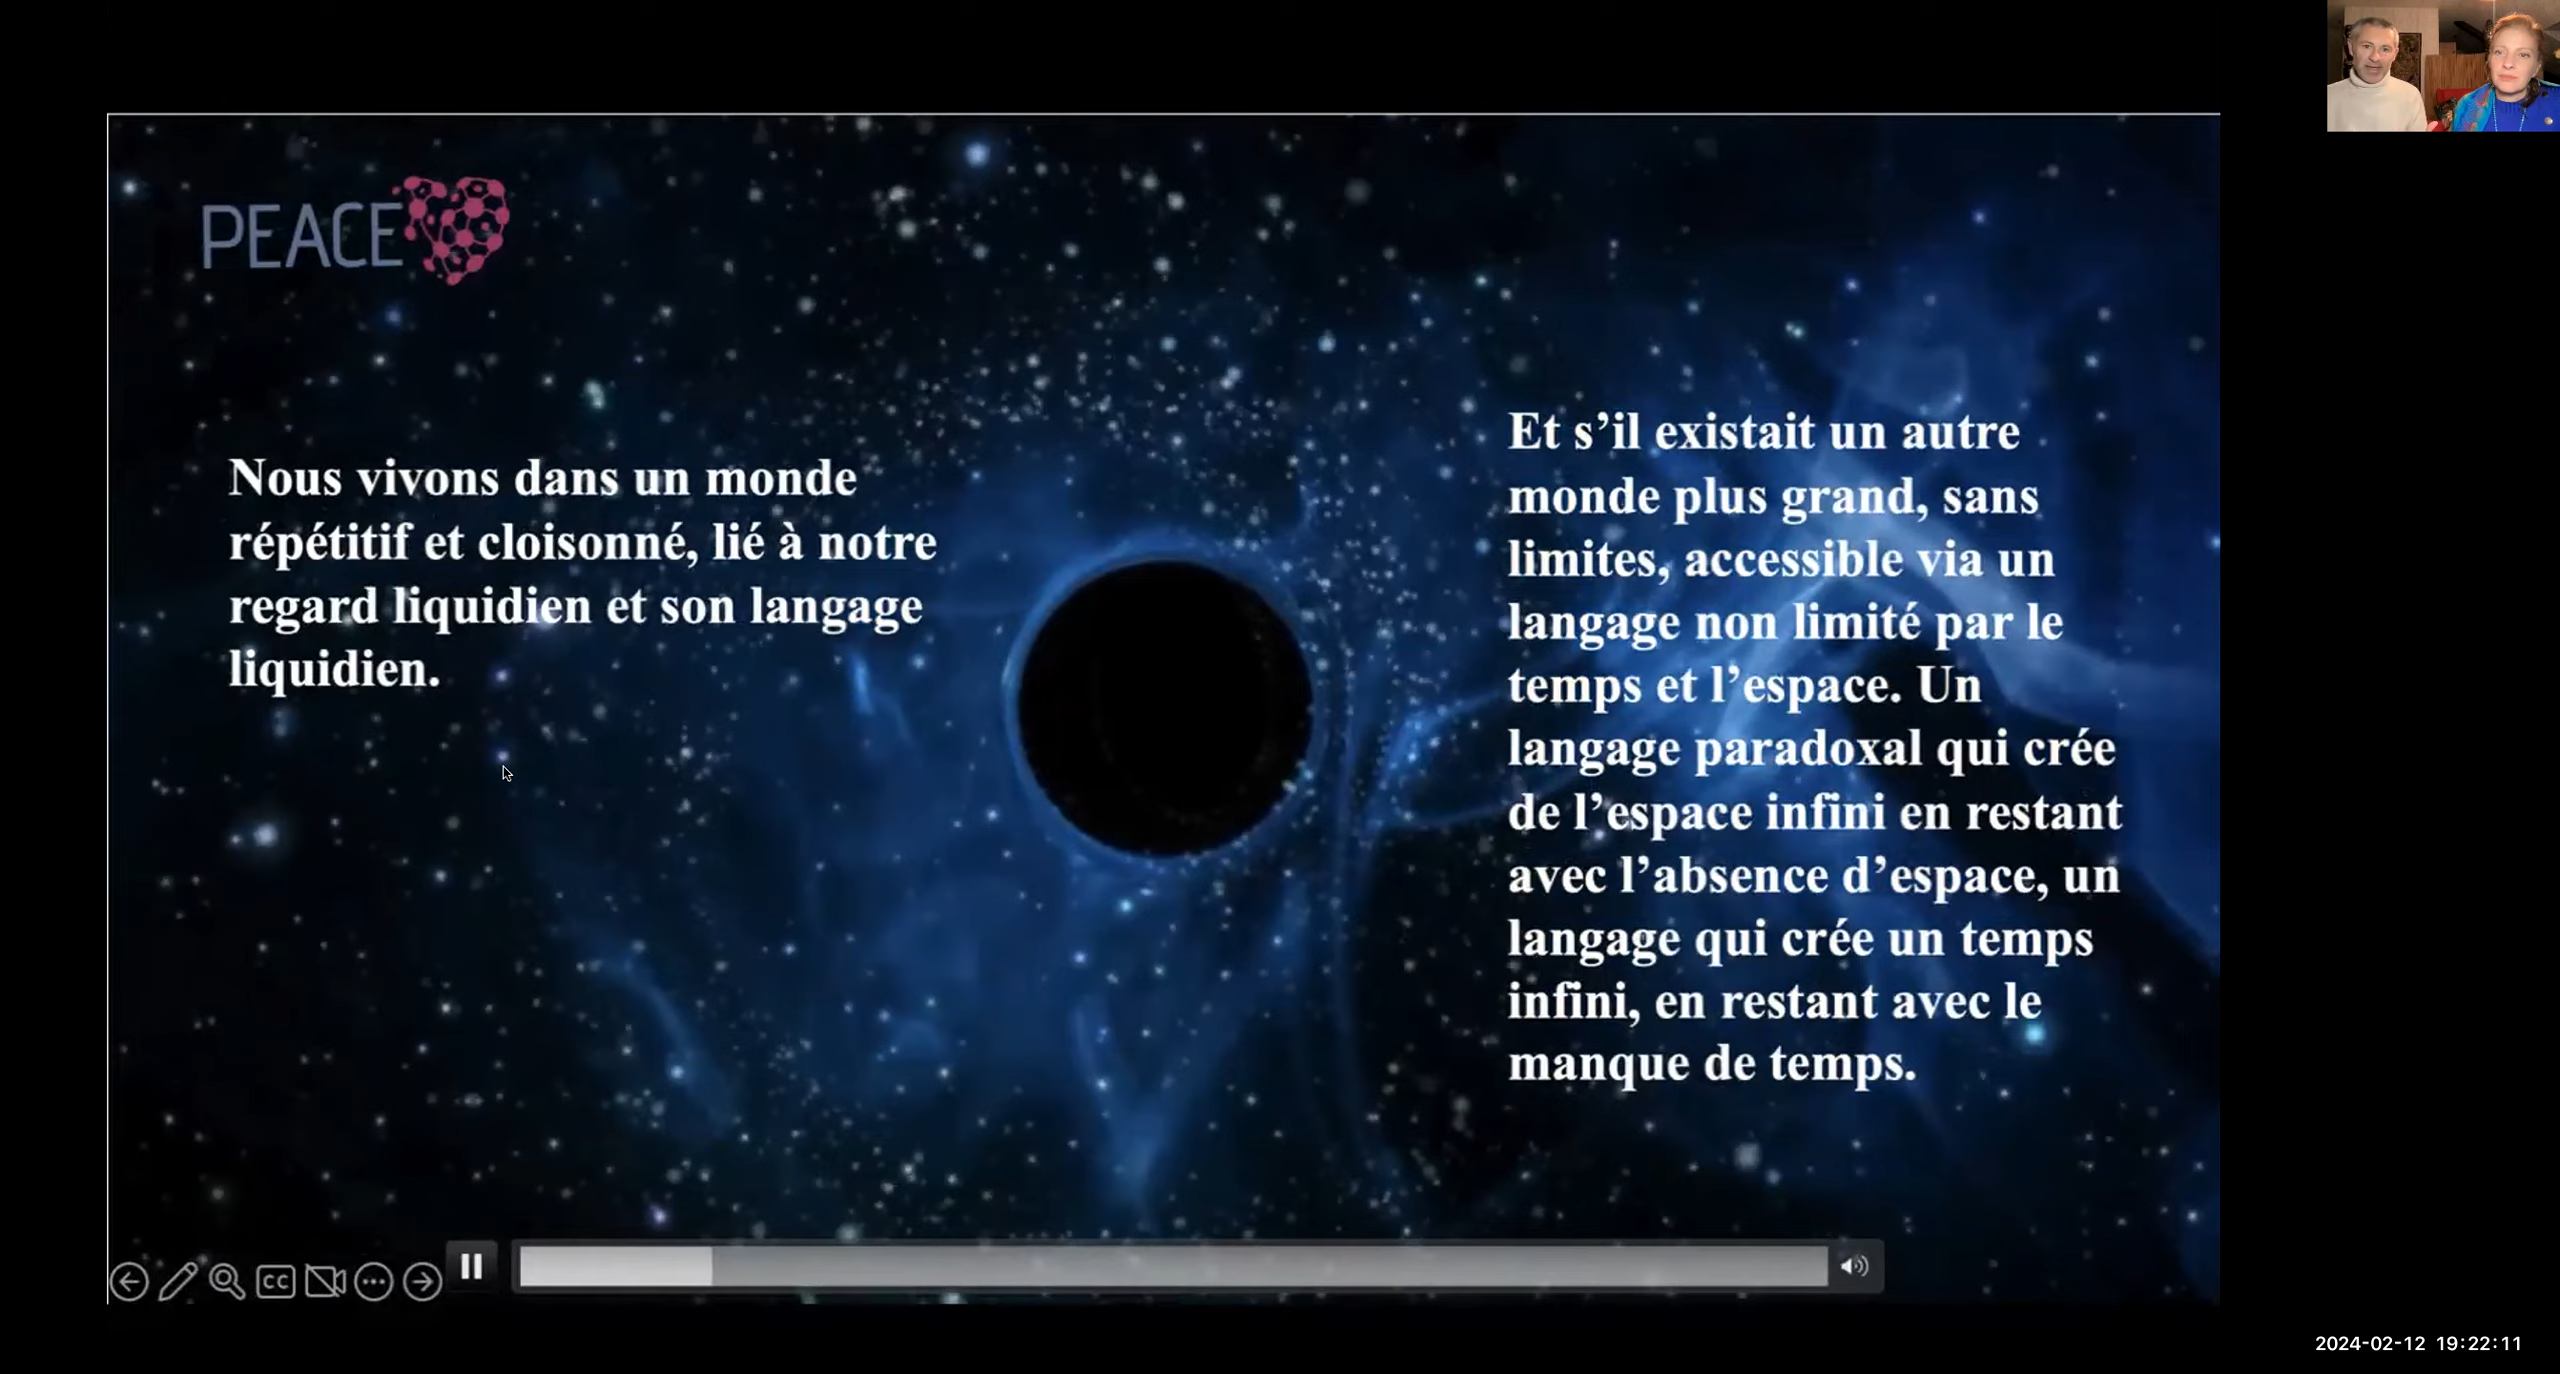 PEACE
Nous vivons dans un monde
répétitif et cloisonné, lié à notre
regard liquidien et son langage
liquidien.
Et s’il existait un autre
monde plus grand, sans
limites, accessible via un
langage non limité par le
temps et l’espace. Un
langage paradoxal qui crée
de l’espace infini en restant
avec l’absence d’espace, un
langage qui crée un temps
infini, en restant avec le
manque de temps.
CC
2024-02-12 19:22:11